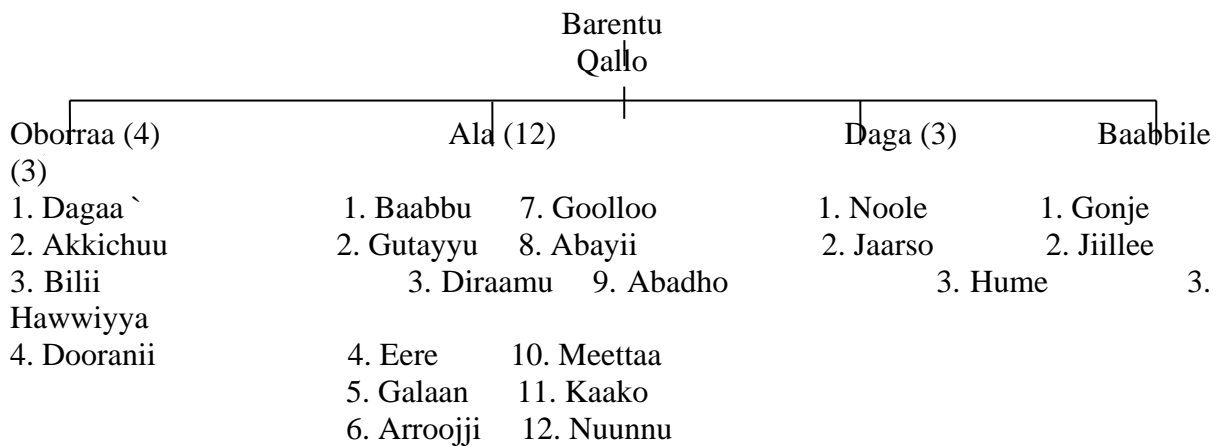 Barentu
Qallo
Oborraa (4) Ala (12) Daga (3) Baabbile
(3)
1. Dagaa ` 1. Baabbu 7. Goolloo 1. Noole 1. Gonje
2. Akkichuu 2. Gutayyu 8. Abayii 2. Jaarso 2. Jiillee
3. Bilii 3. Diraamu 9. Abadho 3. Hume 3.
Hawwiyya
4. Dooranii 4. Eere 10. Meettaa
5. Galaan 11. Kaako
6. Arroojji 12. Nuunnu